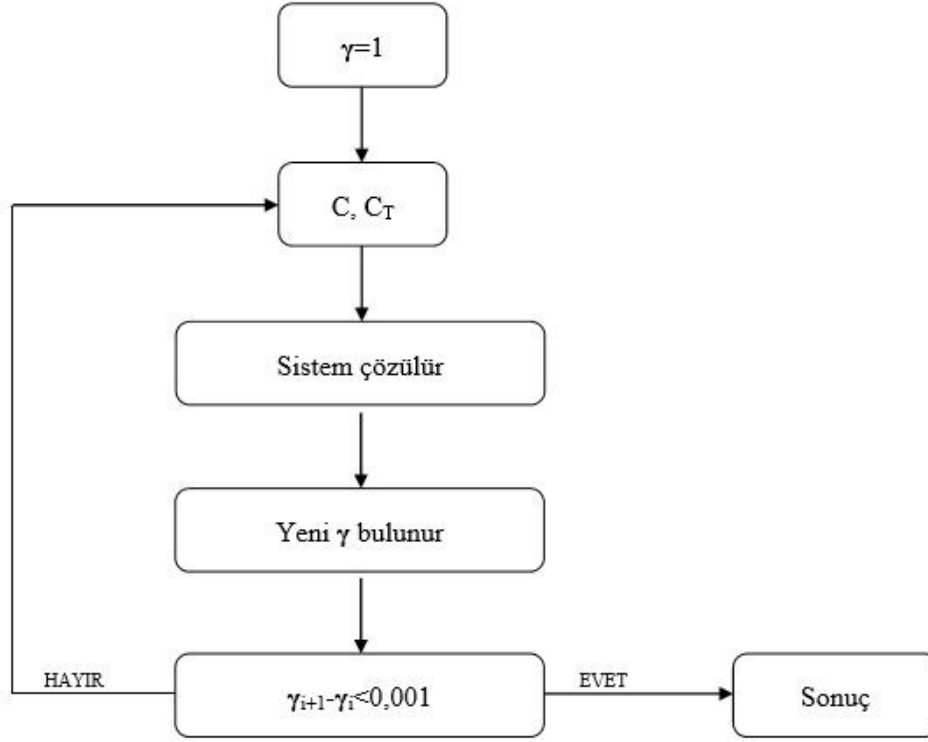 γ=1
C, C_T
Sistem çözülür
Yeni γ bulunur
HAYIR
γᵢ₊₁-γᵢ<0,001
EVET
Sonuç